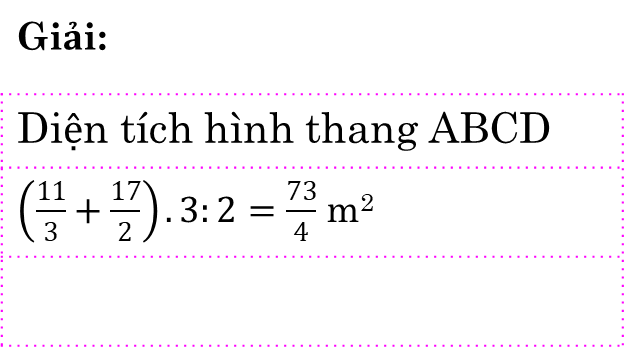 Giải:
Diện tích hình thang ABCD
(11/3 + 17/2) . 3: 2 = 73/4 m²